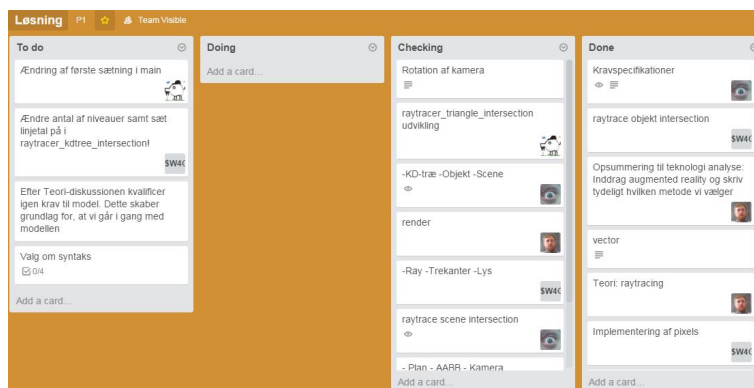 Løsning P1 Team Visible
To do
Ændring af første sætning i main
Ændre antal af niveauer samt sæt
linjetal på i
raytracer_kdtree_intersection!
SW4
Efter Teori-diskussionen kvalificer
igen krav til model. Dette skaber
grundlag for, at vi går i gang med
modellen
Valg om syntaks
0/4
Add a card...
Doing
Add a card...
Checking
Rotation af kamera
raytracer_triangle_intersection
udvikling
-KD-træ -Objekt -Scene
render
-Ray -Trekanter -Lys
SW4
raytrace scene intersection
- Plan - AABB - Kamera
Add a card...
Done
Kravspecifikationer
raytrace objekt intersection
SW4
Opsummering til teknologi analyse:
Inddrag augmented reality og skriv
tydeligt hvilken metode vi vælger
vector
Teori: raytracing
Implementering af pixels
SW4
Add a card...